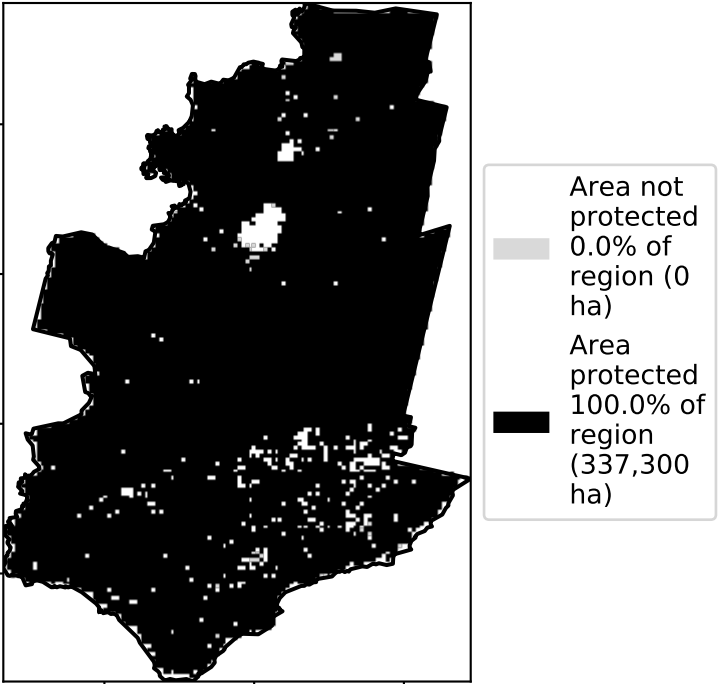 Area not
protected
0.0% of
region (0
ha)
Area
protected
100.0% of
region
(337,300
ha)